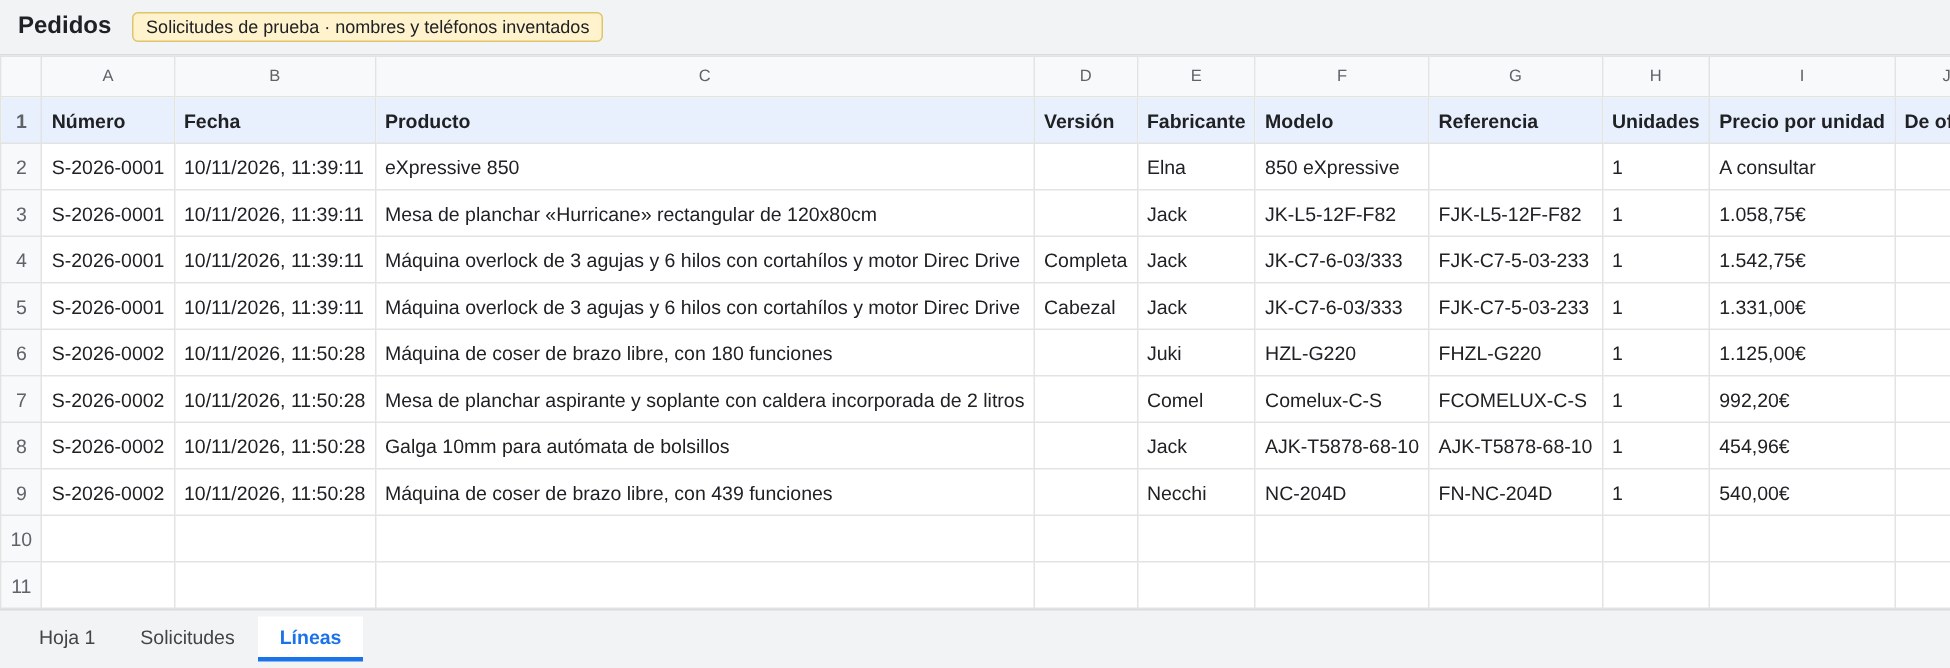 Pedidos Solicitudes de prueba · nombres y teléfonos inventados
A B C D E F G H I J
1 Número Fecha Producto Versión Fabricante Modelo Referencia Unidades Precio por unidad De of
2 S-2026-0001 10/11/2026, 11:39:11 eXpressive 850 Elna 850 eXpressive 1 A consultar
3 S-2026-0001 10/11/2026, 11:39:11 Mesa de planchar «Hurricane» rectangular de 120x80cm Jack JK-L5-12F-F82 FJK-L5-12F-F82 1 1.058,75€
4 S-2026-0001 10/11/2026, 11:39:11 Máquina overlock de 3 agujas y 6 hilos con cortahílos y motor Direc Drive Completa Jack JK-C7-6-03/333 FJK-C7-5-03-233 1 1.542,75€
5 S-2026-0001 10/11/2026, 11:39:11 Máquina overlock de 3 agujas y 6 hilos con cortahílos y motor Direc Drive Cabezal Jack JK-C7-6-03/333 FJK-C7-5-03-233 1 1.331,00€
6 S-2026-0002 10/11/2026, 11:50:28 Máquina de coser de brazo libre, con 180 funciones Juki HZL-G220 FHZL-G220 1 1.125,00€
7 S-2026-0002 10/11/2026, 11:50:28 Mesa de planchar aspirante y soplante con caldera incorporada de 2 litros Comel Comelux-C-S FCOMELUX-C-S 1 992,20€
8 S-2026-0002 10/11/2026, 11:50:28 Galga 10mm para autómata de bolsillos Jack AJK-T5878-68-10 AJK-T5878-68-10 1 454,96€
9 S-2026-0002 10/11/2026, 11:50:28 Máquina de coser de brazo libre, con 439 funciones Necchi NC-204D FN-NC-204D 1 540,00€
10
11
Hoja 1 Solicitudes Líneas